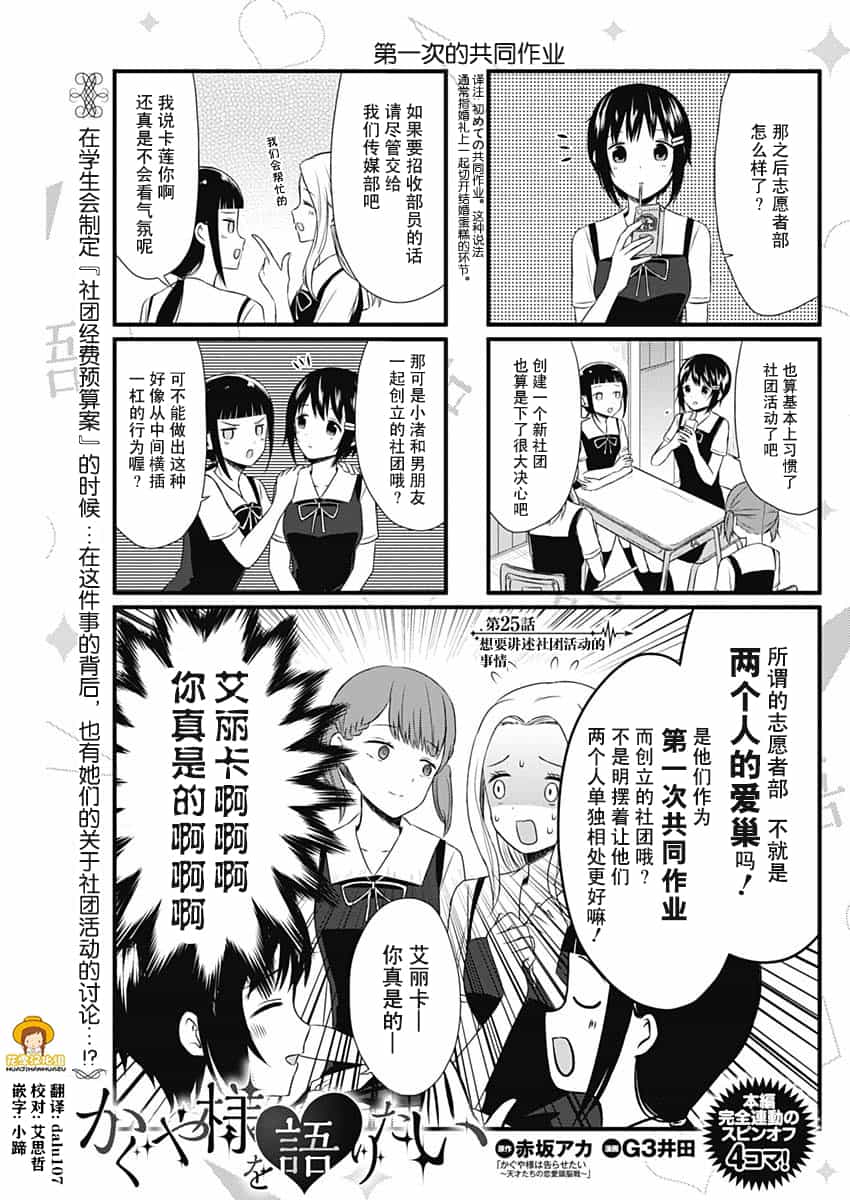 第一次的共同作业
那之后志愿者部
怎么样了？
译注：初めての共同作业。这种说法
通常指婚礼上一起切开结婚蛋糕的环节。
也算基本上习惯了
社团活动了吧
创建一个新社团
也算是下了很大决心吧
如果要招收部员的话
请尽管交给
我们传媒部吧
我们会帮忙的
我说卡莲你啊
还真是不会看气氛呢
那可是小渚和男朋友
一起创立的社团哦？
可不能做出这种
好像从中间横插
一杠的行为喔？
第25話
想要讲述社团活动的
事情
所谓的志愿者部 不就是
两个人的爱巢吗！
是他们作为
第一次共同作业
而创立的社团哦？
不是明摆着让他们
两个人单独相处更好嘛！
艾丽卡—
你真是的—
艾丽卡啊啊啊
你真是的啊啊啊
在学生会制定『社团经费预算案』的时候…在这件事的背后，也有她们的关于社团活动的讨论…!?
花堂汉化组
HUAJIHANHUAZU
翻译：dalu107
校对：艾思哲
嵌字：小蹄
かぐや様を語りたい
原作 赤坂アカ 漫画 G3井田
「かぐや様は告らせたい
～天才たちの恋愛頭脳戦～」
本編
完全連動の
スピンオフ
4コマ！